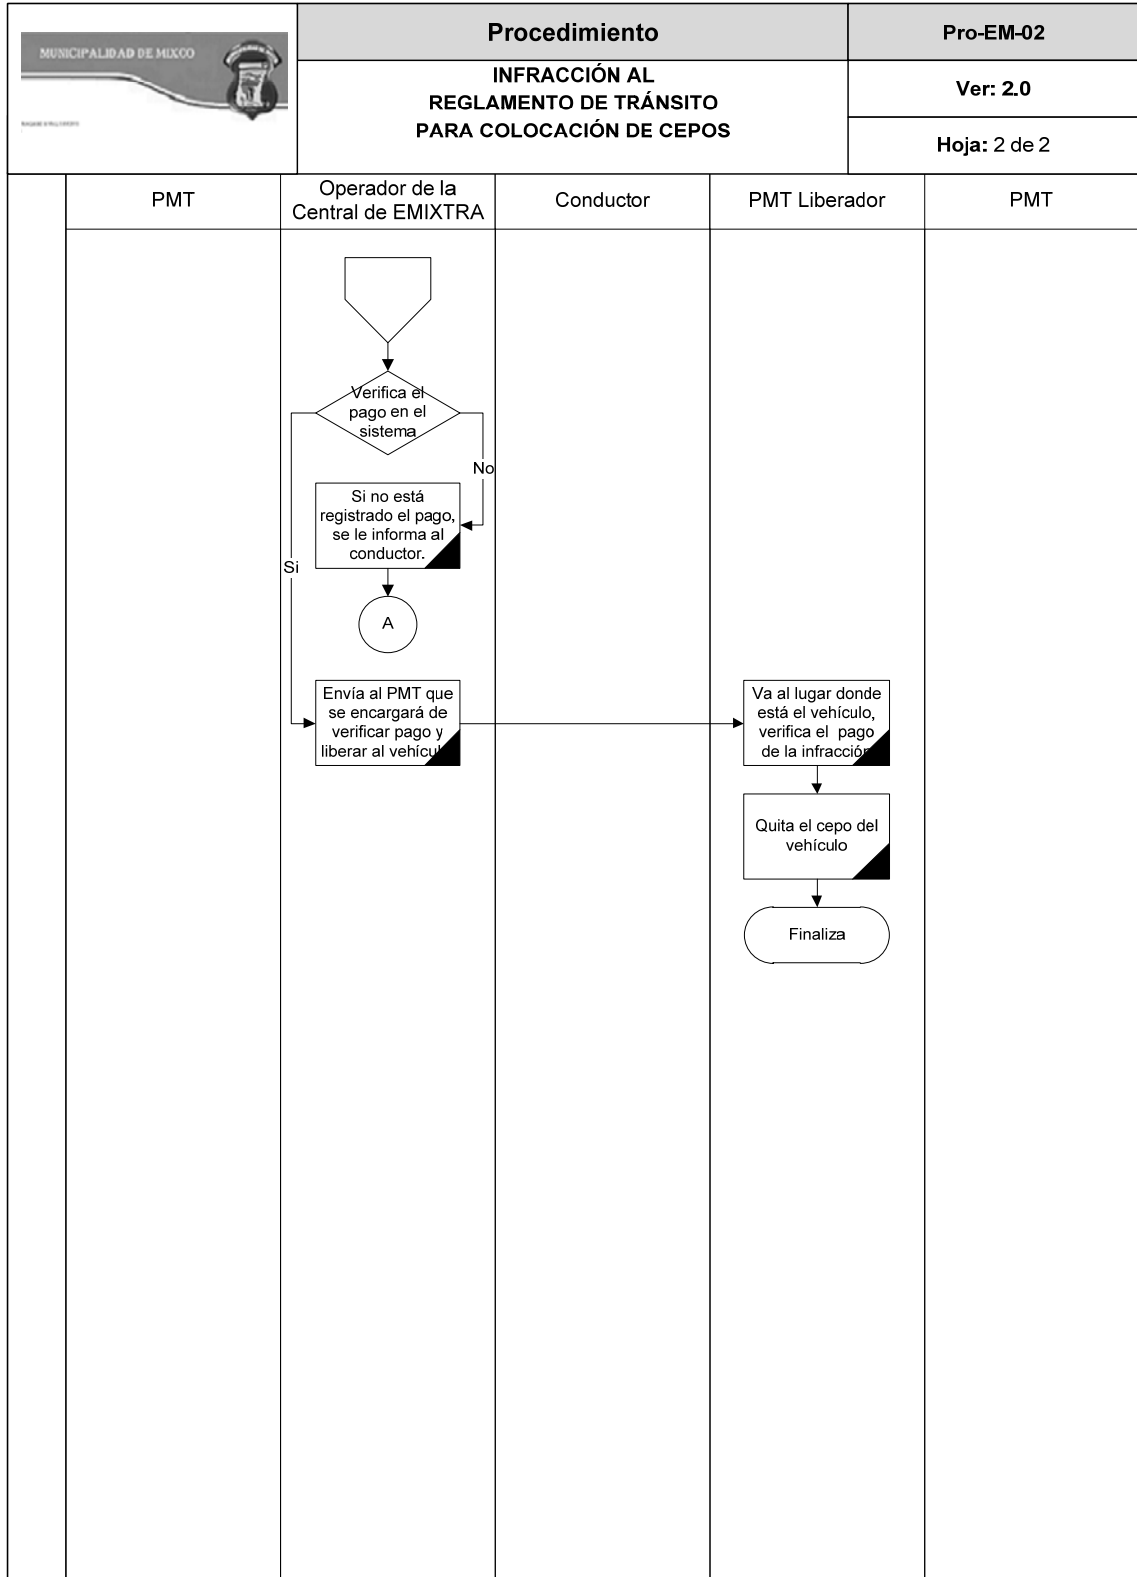 MUNICIPALIDAD DE MIXCO
Procedimiento
Pro-EM-02
INFRACCIÓN AL
REGLAMENTO DE TRÁNSITO
PARA COLOCACIÓN DE CEPOS
Ver: 2.0
Hoja: 2 de 2
PMT
Operador de la
Central de EMIXTRA
Conductor
PMT Liberador
PMT
Verifica el
pago en el
sistema
No
Si no está
registrado el pago,
se le informa al
conductor.
Si
A
Envía al PMT que
se encargará de
verificar pago y
liberar al vehícul
Va al lugar donde
está el vehículo,
verifica el pago
de la infracción
Quita el cepo del
vehículo
Finaliza